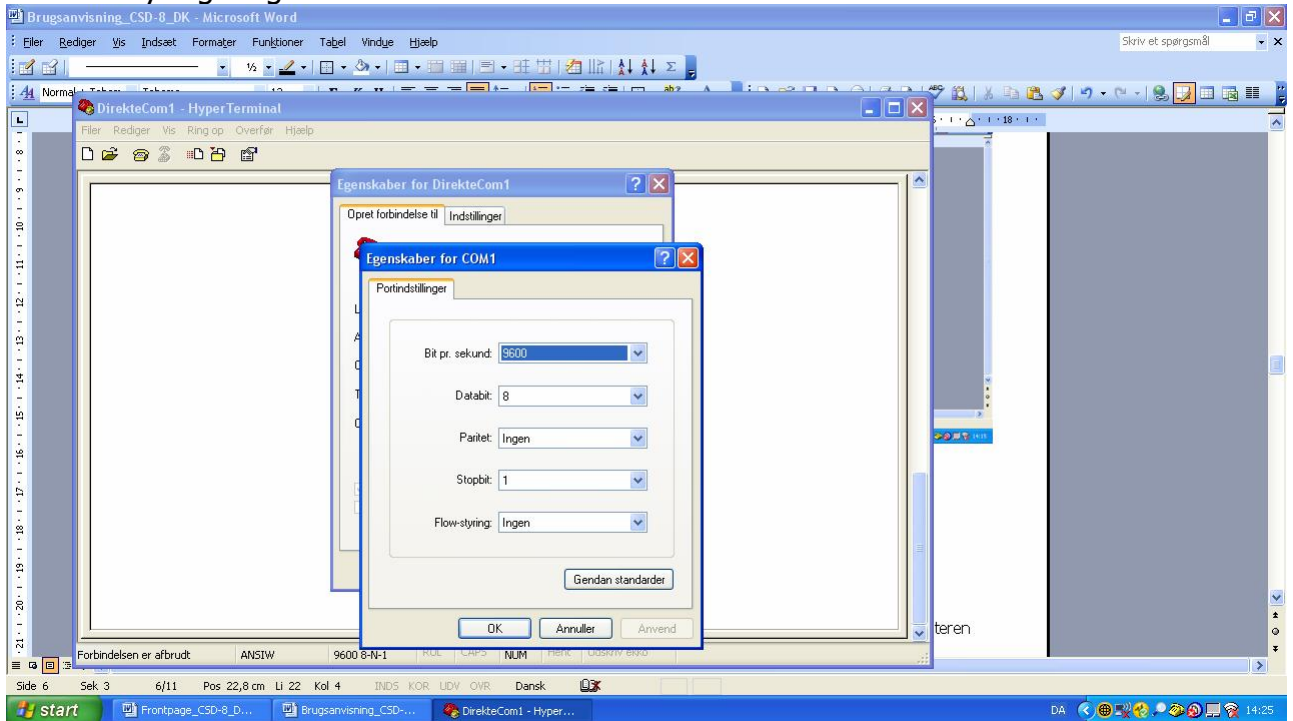 Brugsanvisning_CSD-8_DK - Microsoft Word
Filer Rediger Vis Indsæt Formater Funktioner Tabel Vindue Hjælp
Skriv et spørgsmål
½
Σ
DirekteCom1 - HyperTerminal
Filer Rediger Vis Ring op Overfør Hjælp
18
Egenskaber for DirekteCom1
Opret forbindelse til Indstillinger
Egenskaber for COM1
Portindstillinger
Bit pr. sekund: 9600
Databit: 8
Paritet: Ingen
Stopbit: 1
Flow-styring: Ingen
Gendan standarder
OK Annuller Anvend
teren
Forbindelsen er afbrudt ANSIW 9600 8-N-1 RUL CAPS NUM Hent Udskriv ekko
Side 6 Sek 3 6/11 Pos 22,8 cm Li 22 Kol 4 INDS KOR UDV OVR Dansk
start Frontpage_CSD-8_D... Brugsanvisning_CSD-... DirekteCom1 - Hyper... DA 14:25